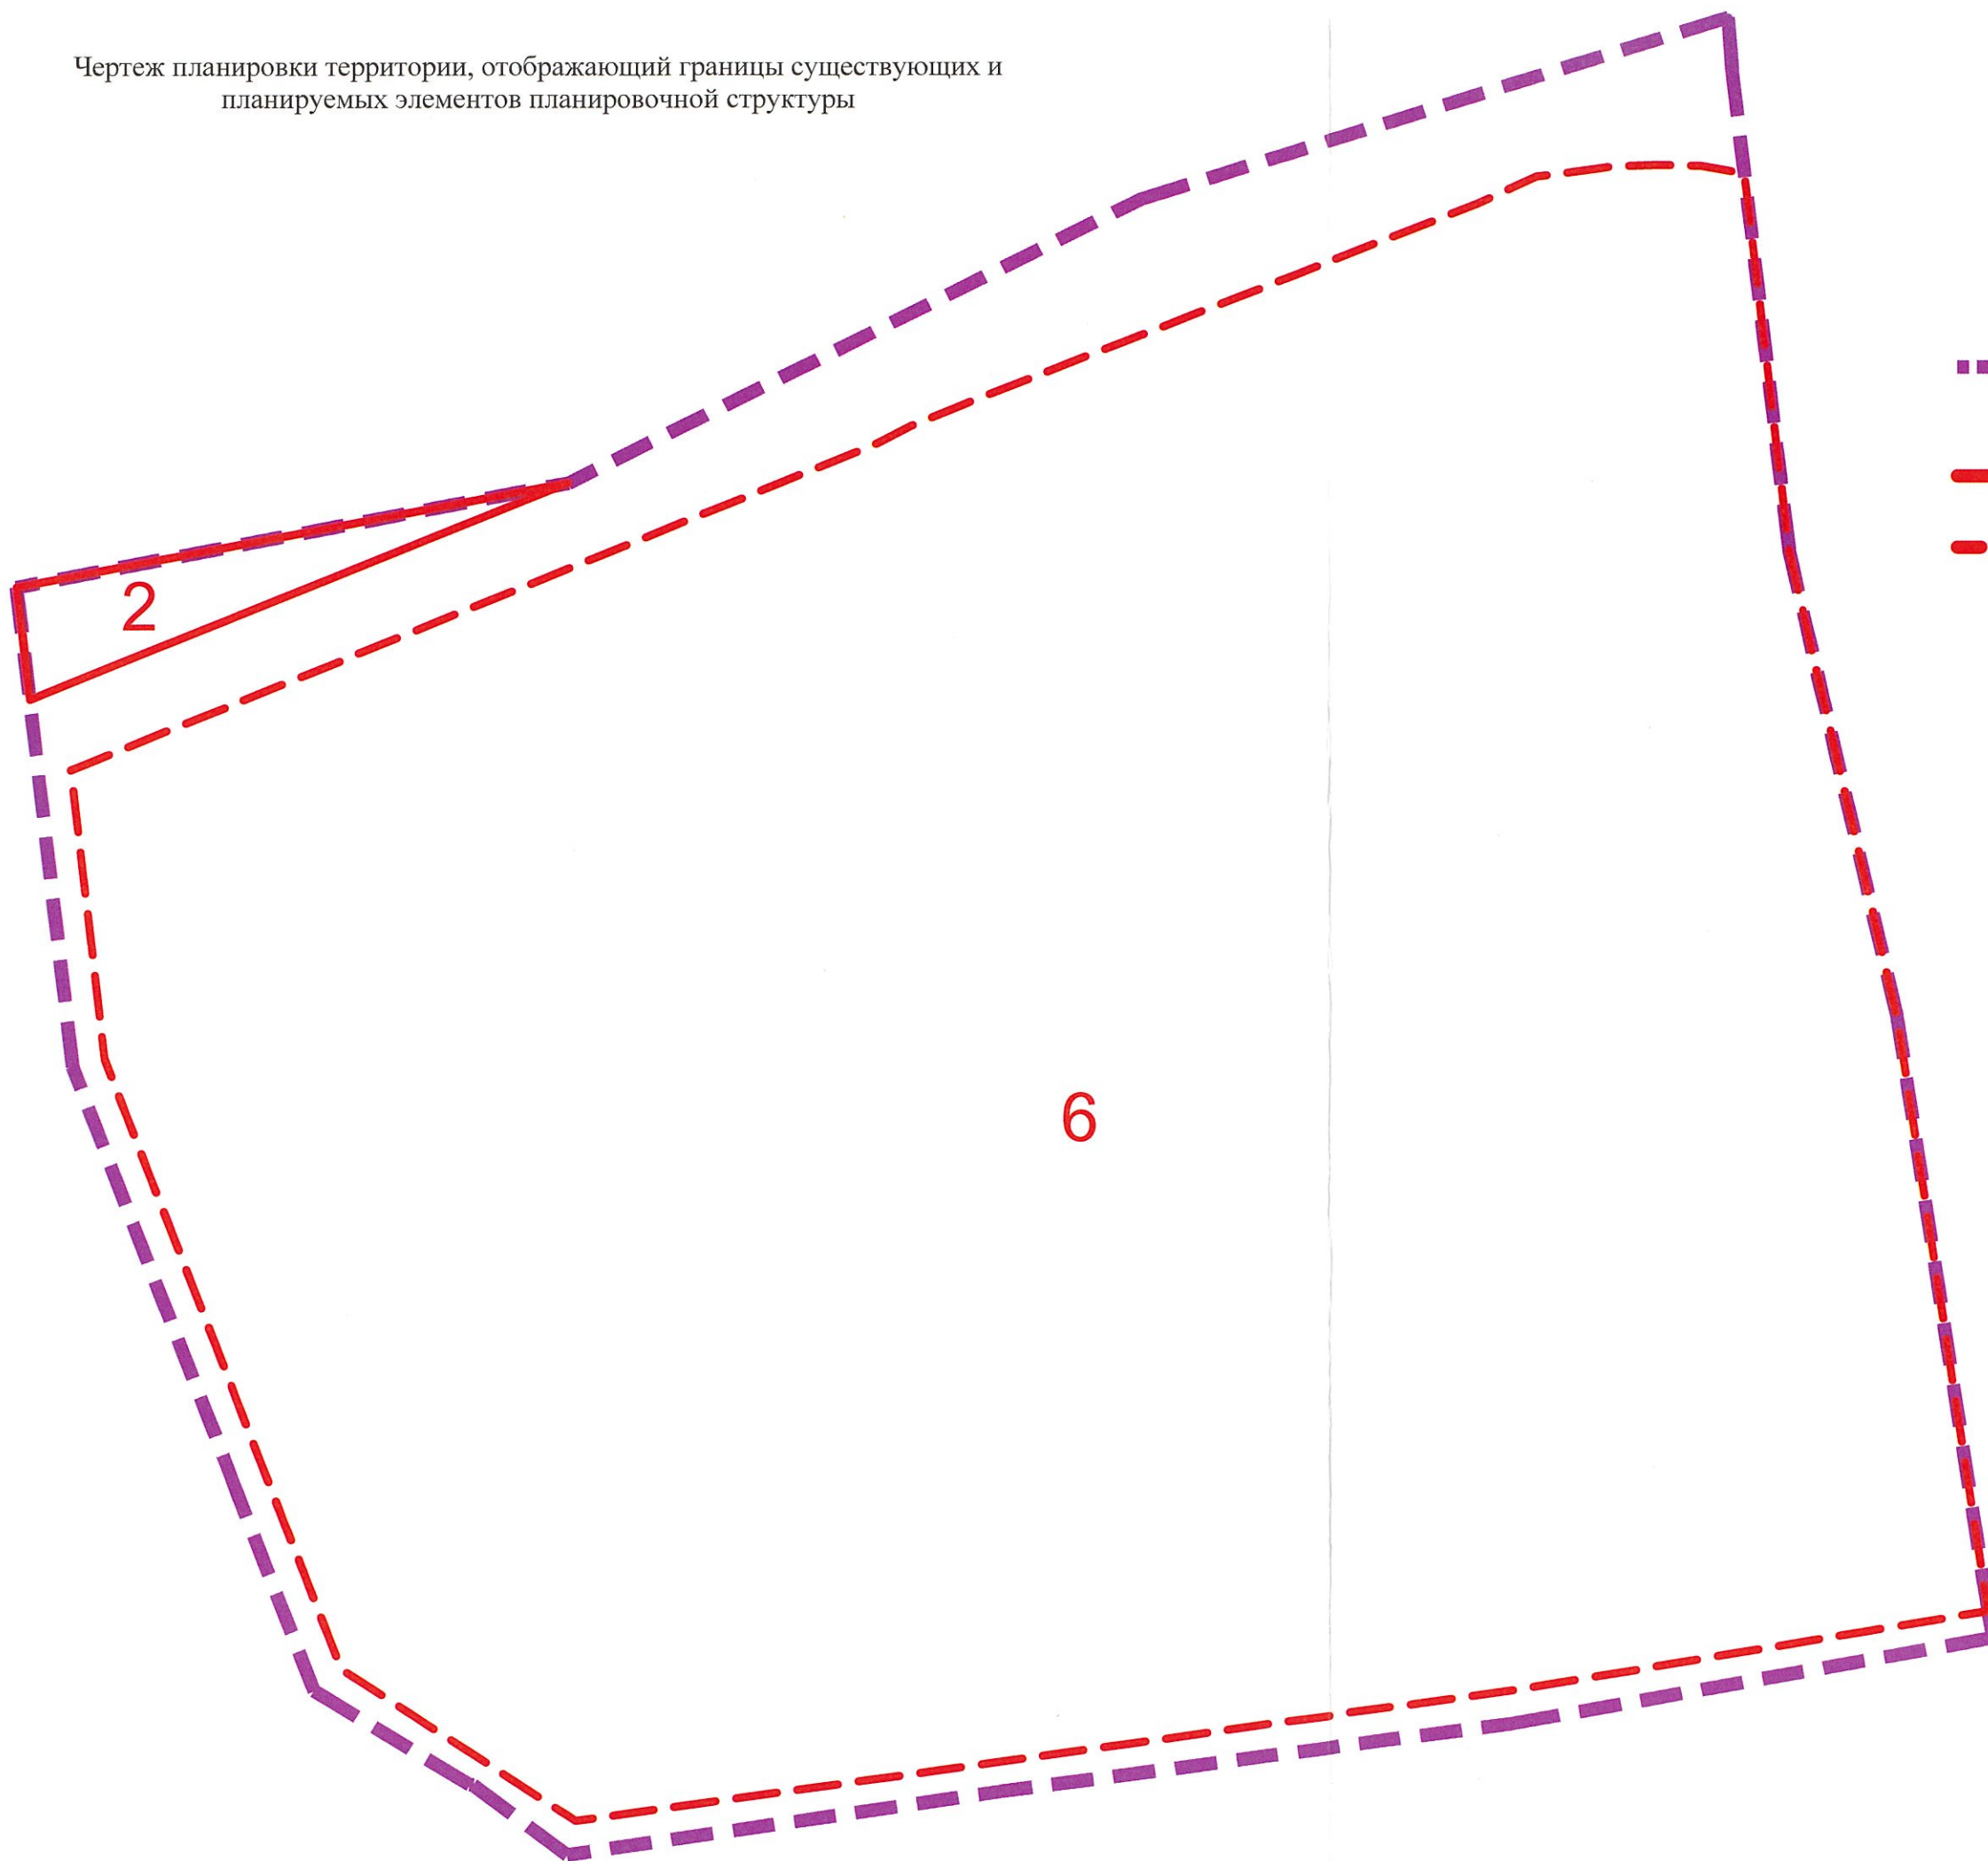 Чертеж планировки территории, отображающий границы существующих и
планируемых элементов планировочной структуры
2
6